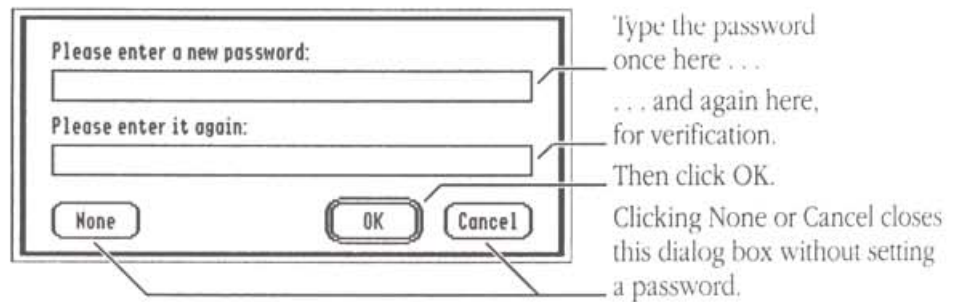 Please enter a new password:
Please enter it again:
None
OK
Cancel
Type the password
once here . . .
. . . and again here,
for verification.
Then click OK.
Clicking None or Cancel closes
this dialog box without setting
a password.